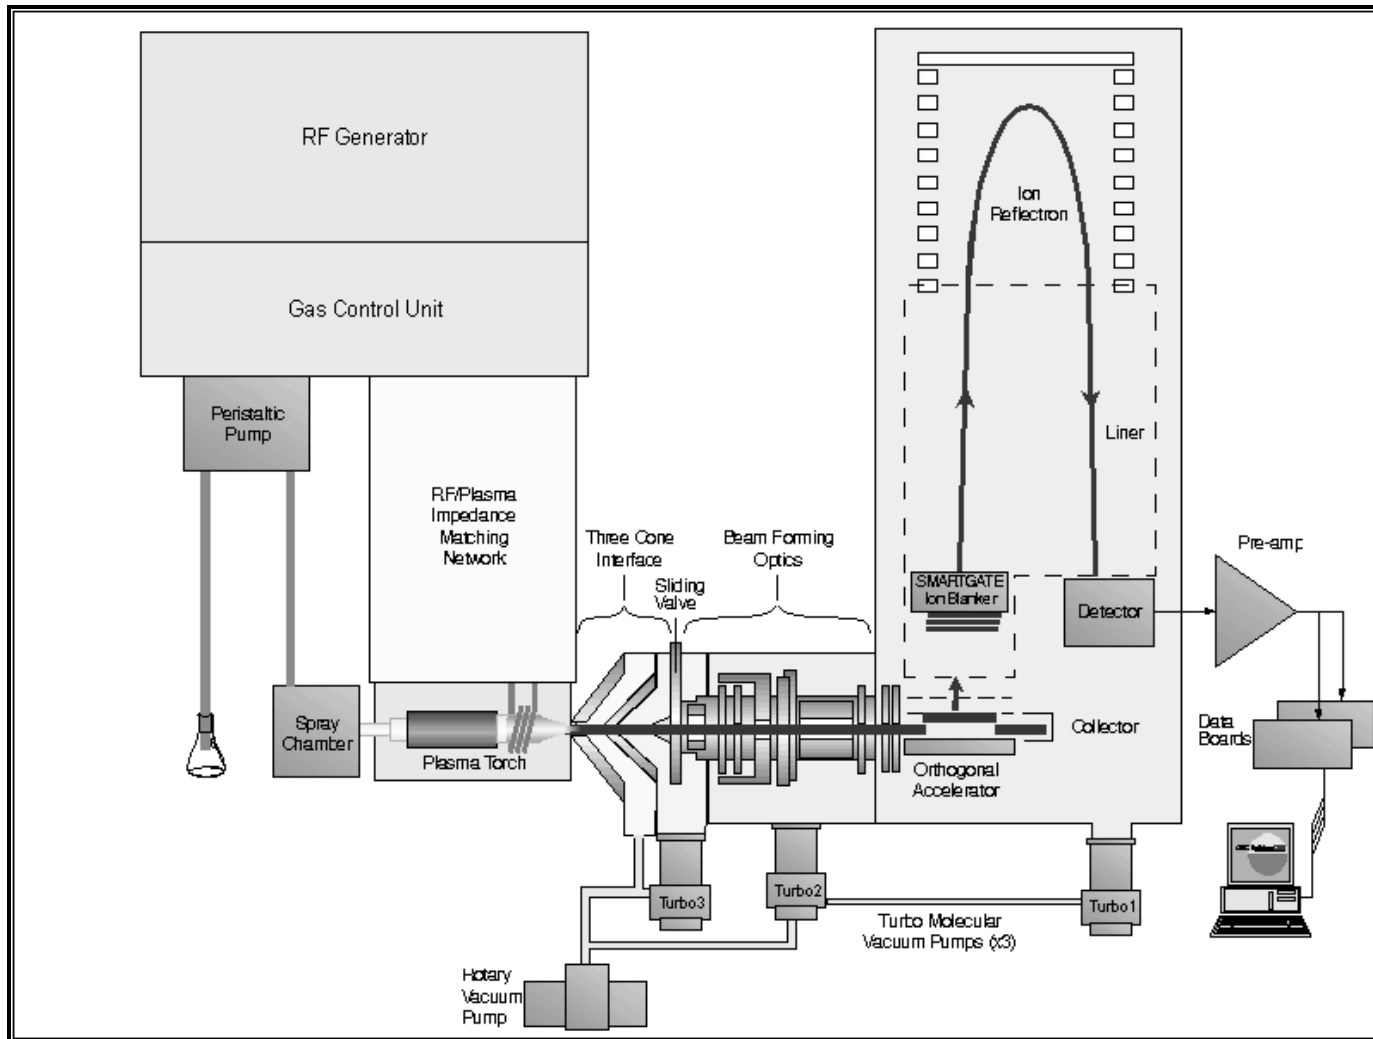 RF Generator
Gas Control Unit
Peristaltic
Pump
RF/Plasma
Impedance
Matching
Network
Three Cone
Interface
Sliding
Valve
Beam Forming
Optics
Ion
Reflectron
Liner
SMARTGATE
Ion Blanker
Detector
Pre-amp
Spray
Chamber
Plasma Torch
Orthogonal
Accelerator
Collector
Data
Boards
Turbo3
Turbo2
Turbo1
Turbo Molecular
Vacuum Pumps (x3)
Rotary
Vacuum
Pump